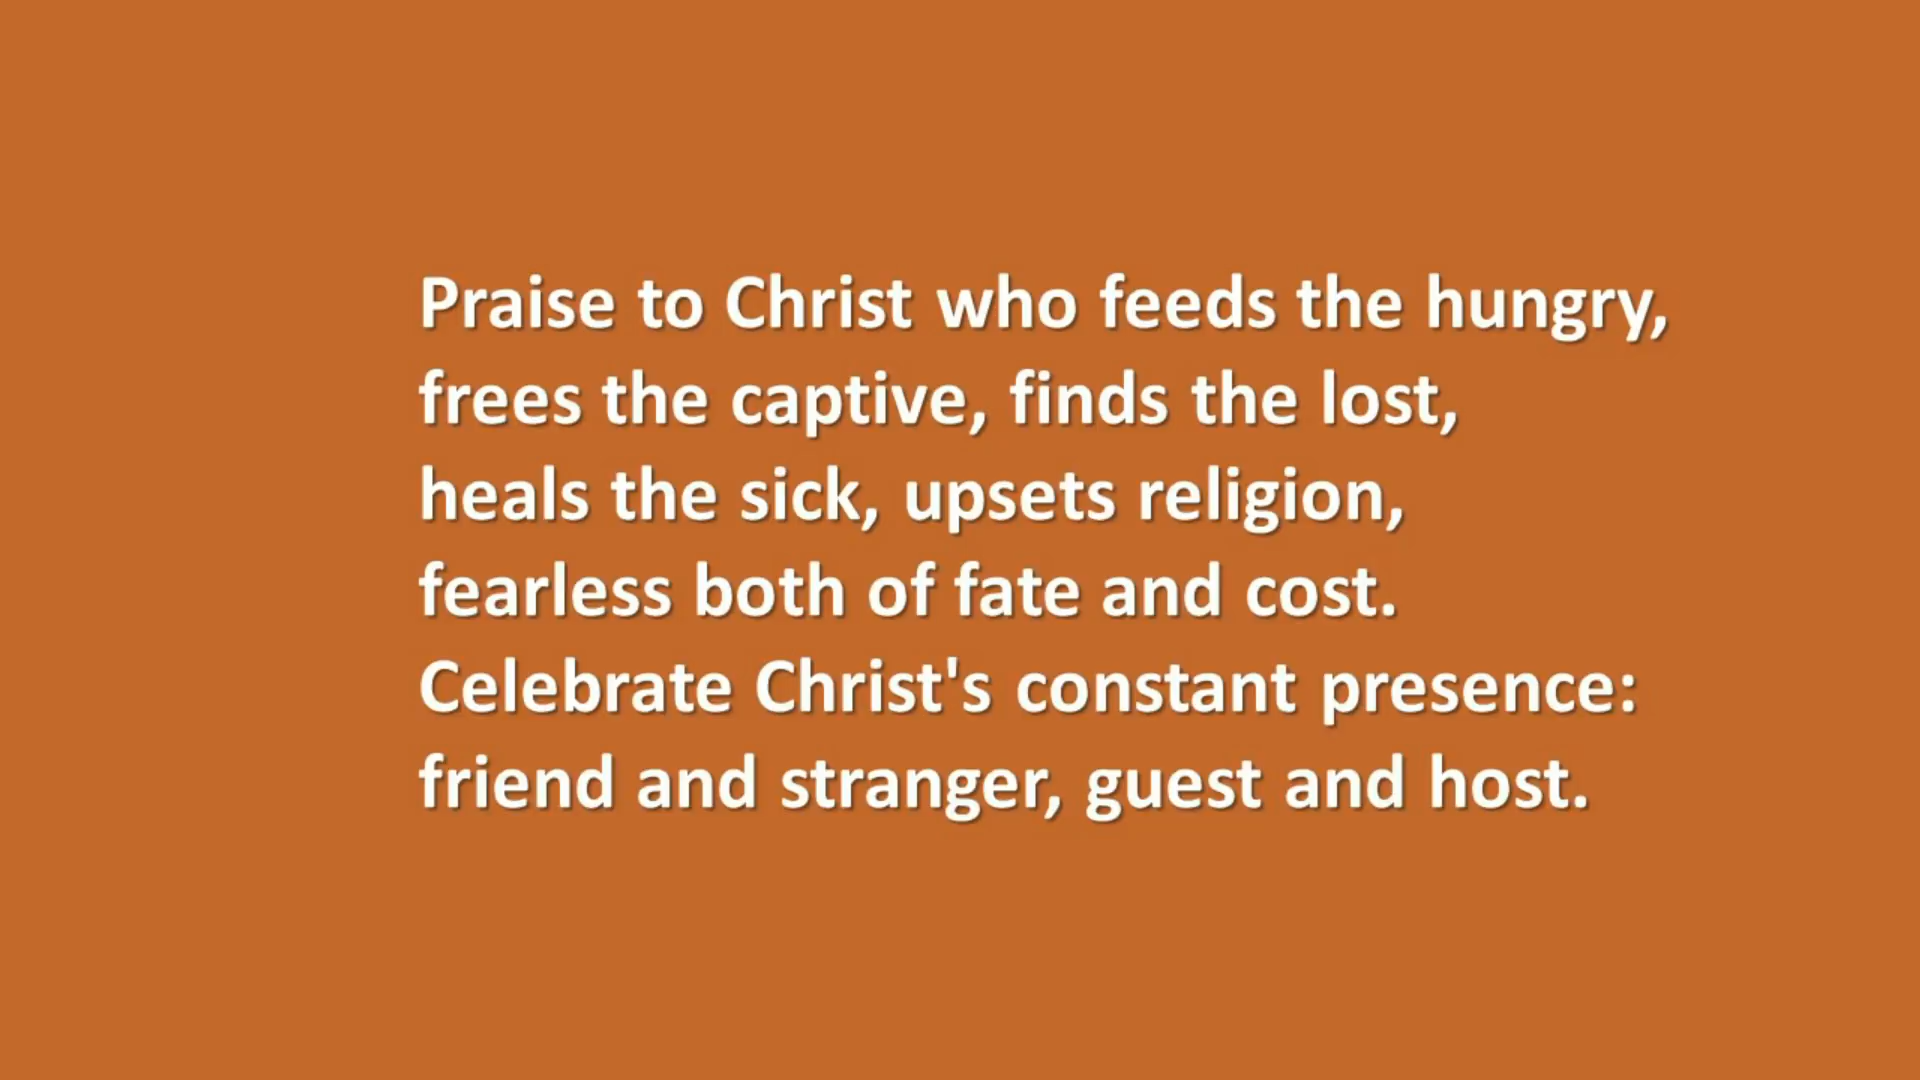 Praise to Christ who feeds the hungry,
frees the captive, finds the lost,
heals the sick, upsets religion,
fearless both of fate and cost.
Celebrate Christ's constant presence:
friend and stranger, guest and host.